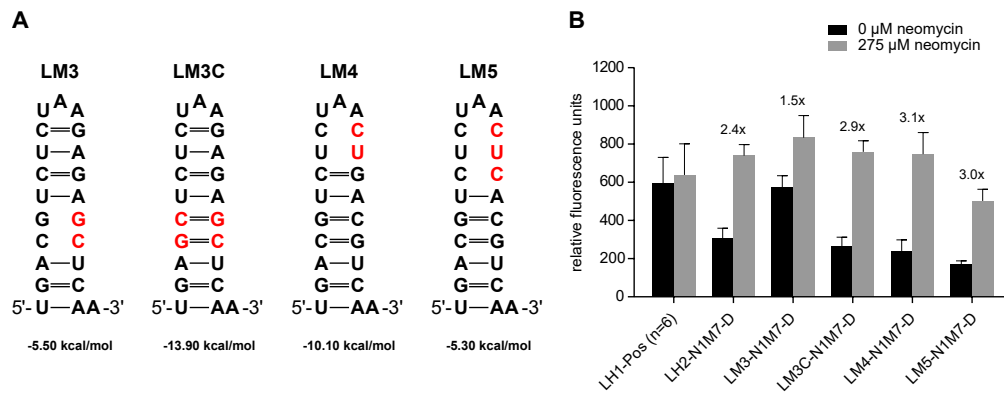 A
LM3 LM3C LM4 LM5
A A A A
U A U A U A U A
C=G C=G C C C C
U—A U—A U U U U
C=G C=G C=G C C
U—A U—A U—A U—A
G G C=G G=C G=C
C C G=C C=G C=G
A—U A—U A—U A—U
G=C G=C G=C G=C
5'-U—AA-3' 5'-U—AA-3' 5'-U—AA-3' 5'-U—AA-3'
-5.50 kcal/mol -13.90 kcal/mol -10.10 kcal/mol -5.30 kcal/mol
B
0 µM neomycin
275 µM neomycin
relative fluorescence units
1200
1000
800
600
400
200
0
2.4x
1.5x
2.9x
3.1x
3.0x
LH1-Pos (n=6)
LH2-N1M7-D
LM3-N1M7-D
LM3C-N1M7-D
LM4-N1M7-D
LM5-N1M7-D